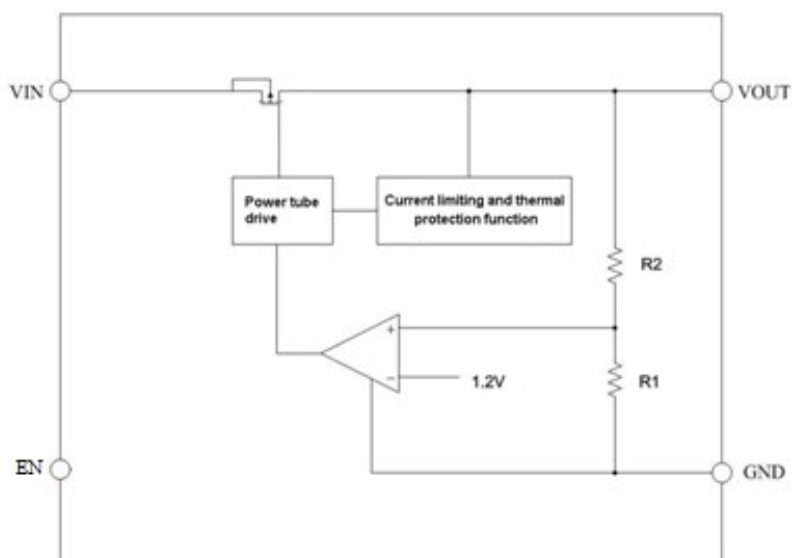 VIN
VOUT
Power tube
drive
Current limiting and thermal
protection function
R2
+
−
1.2V
R1
EN
GND